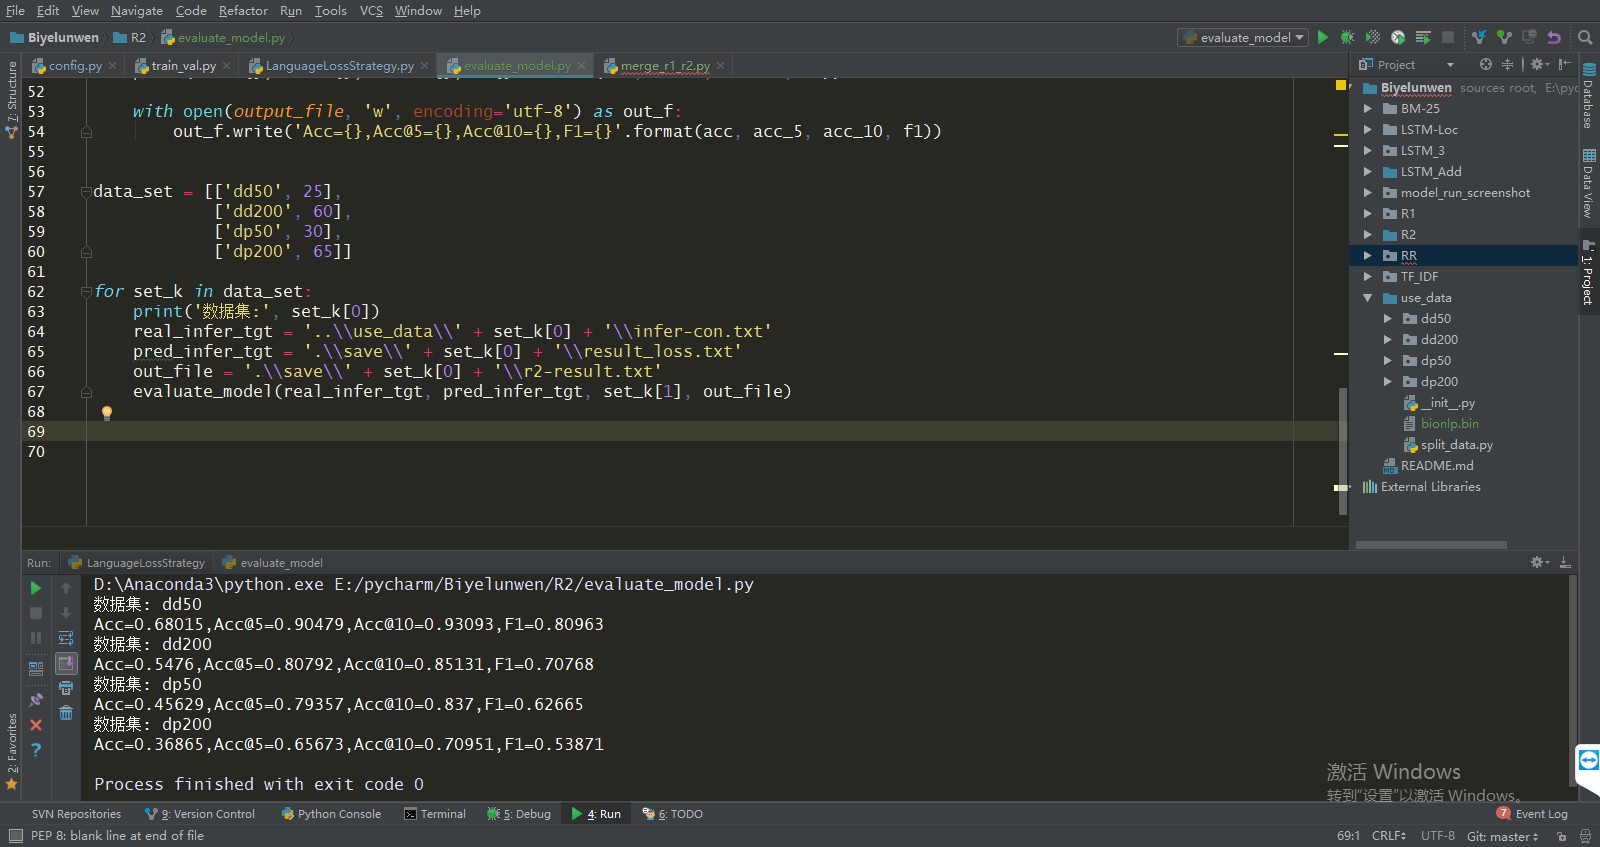 File Edit View Navigate Code Refactor Run Tools VCS Window Help
Biyelunwen R2 evaluate_model.py evaluate_model
config.py train_val.py LanguageLossStrategy.py evaluate_model.py merge_r1_r2.py
Z: Structure
52
53 with open(output_file, 'w', encoding='utf-8') as out_f:
54 out_f.write('Acc={},Acc@5={},Acc@10={},F1={}'.format(acc, acc_5, acc_10, f1))
55
56
57 data_set = [['dd50', 25],
58 ['dd200', 60],
59 ['dp50', 30],
60 ['dp200', 65]]
61
62 for set_k in data_set:
63 print('数据集:', set_k[0])
64 real_infer_tgt = '..\\use_data\\' + set_k[0] + '\\infer-con.txt'
65 pred_infer_tgt = '.\\save\\' + set_k[0] + '\\result_loss.txt'
66 out_file = '.\\save\\' + set_k[0] + '\\r2-result.txt'
67 evaluate_model(real_infer_tgt, pred_infer_tgt, set_k[1], out_file)
68
69
70
Project
Biyelunwen sources root, E:\pyc
BM-25
LSTM-Loc
LSTM_3
LSTM_Add
model_run_screenshot
R1
R2
RR
TF_IDF
use_data
dd50
dd200
dp50
dp200
__init__.py
bionlp.bin
split_data.py
README.md
External Libraries
Database
Data View
1: Project
Run: LanguageLossStrategy evaluate_model
D:\Anaconda3\python.exe E:/pycharm/Biyelunwen/R2/evaluate_model.py
数据集: dd50
Acc=0.68015,Acc@5=0.90479,Acc@10=0.93093,F1=0.80963
数据集: dd200
Acc=0.5476,Acc@5=0.80792,Acc@10=0.85131,F1=0.70768
数据集: dp50
Acc=0.45629,Acc@5=0.79357,Acc@10=0.837,F1=0.62665
数据集: dp200
Acc=0.36865,Acc@5=0.65673,Acc@10=0.70951,F1=0.53871
Process finished with exit code 0
2: Favorites
激活 Windows
转到“设置”以激活 Windows。
SVN Repositories 9: Version Control Python Console Terminal 5: Debug 4: Run 6: TODO 7 Event Log
PEP 8: blank line at end of file 69:1 CRLF UTF-8 Git: master